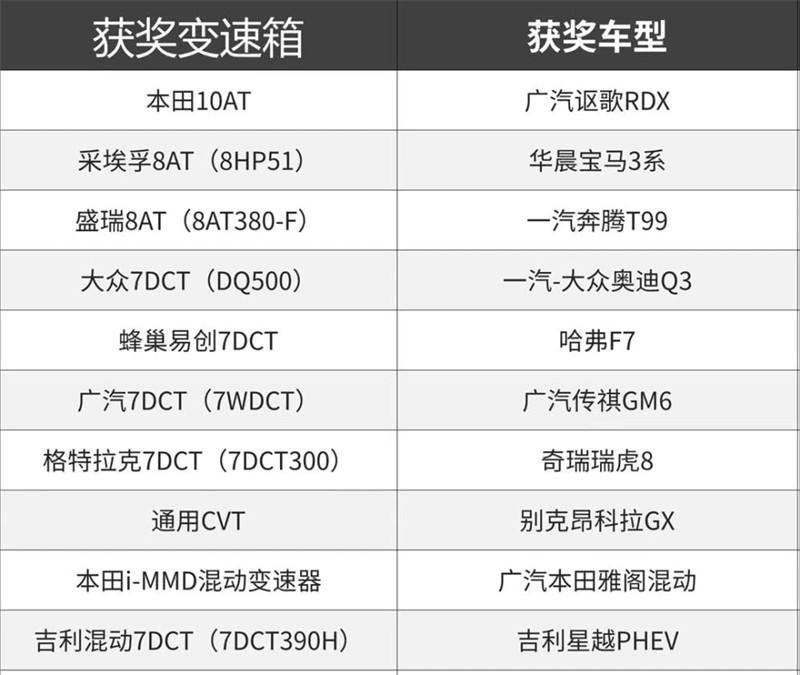 获奖变速箱 获奖车型
本田10AT 广汽讴歌RDX
采埃孚8AT（8HP51） 华晨宝马3系
盛瑞8AT（8AT380-F） 一汽奔腾T99
大众7DCT（DQ500） 一汽-大众奥迪Q3
蜂巢易创7DCT 哈弗F7
广汽7DCT（7WDCT） 广汽传祺GM6
格特拉克7DCT（7DCT300） 奇瑞瑞虎8
通用CVT 别克昂科拉GX
本田i-MMD混动变速器 广汽本田雅阁混动
吉利混动7DCT（7DCT390H） 吉利星越PHEV